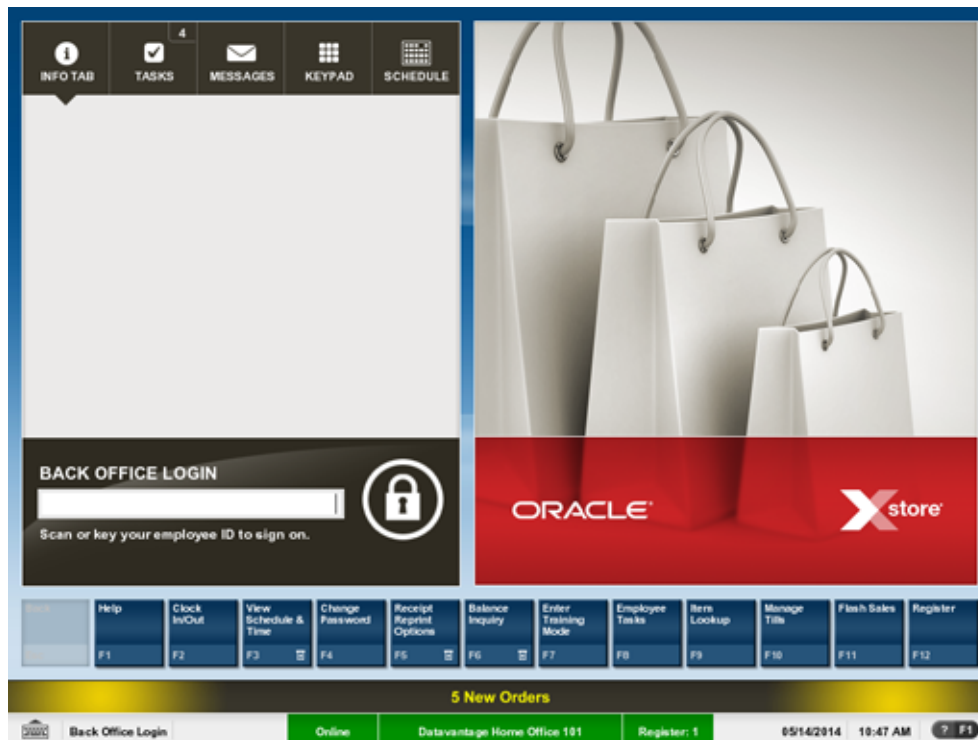 4
INFO TAB
TASKS
MESSAGES
KEYPAD
SCHEDULE
BACK OFFICE LOGIN
Scan or key your employee ID to sign on.
ORACLE
Xstore
Back
Help
F1
Clock
In/Out
F2
View
Schedule &
Time
F3
Change
Password
F4
Receipt
Reprint
Options
F5
Balance
Inquiry
F6
Enter
Training
Mode
F7
Employee
Tasks
F8
Item
Lookup
F9
Manage
Tills
F10
Flash Sales
F11
Register
F12
5 New Orders
Back Office Login
Online
Datavantage Home Office 101
Register: 1
05/14/2014
10:47 AM
? F1